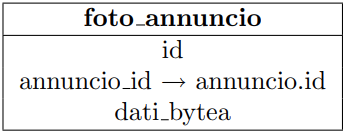 foto_annuncio
id
annuncio_id → annuncio.id
dati_bytea